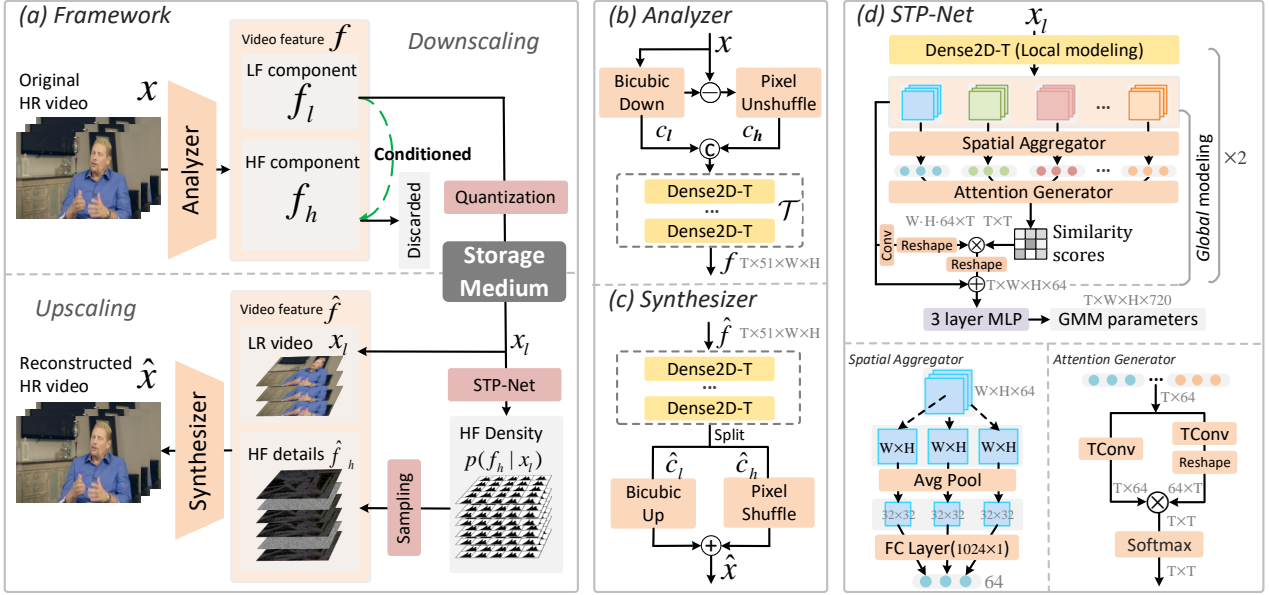 (a) Framework
Downscaling
Original
HR video
x
Analyzer
Video feature f
LF component
f_l
HF component
f_h
Conditioned
Discarded
Quantization
Storage
Medium
Upscaling
Reconstructed
HR video
x̂
Synthesizer
Video feature f̂
LR video x_l
HF details f̂_h
x_l
STP-Net
HF Density
p(f_h | x_l)
Sampling
(b) Analyzer
x
Bicubic
Down
−
Pixel
Unshuffle
c_l
c_h
C
Dense2D-T
...
Dense2D-T
𝒯
f T×51×W×H
(c) Synthesizer
f̂ T×51×W×H
Dense2D-T
...
Dense2D-T
Split
ĉ_l
ĉ_h
Bicubic
Up
Pixel
Shuffle
+
x̂
(d) STP-Net
x_l
Dense2D-T (Local modeling)
...
Spatial Aggregator
...
Attention Generator
W·H·64×T
T×T
Conv
Reshape
×
Similarity
scores
Reshape
+
T×W×H×64
Global modeling
×2
3 layer MLP
T×W×H×720
GMM parameters
Spatial Aggregator
W×H×64
W×H
W×H
W×H
Avg Pool
32×32
32×32
32×32
FC Layer(1024×1)
64
Attention Generator
...
T×64
TConv
TConv
Reshape
T×64
64×T
×
T×T
Softmax
T×T